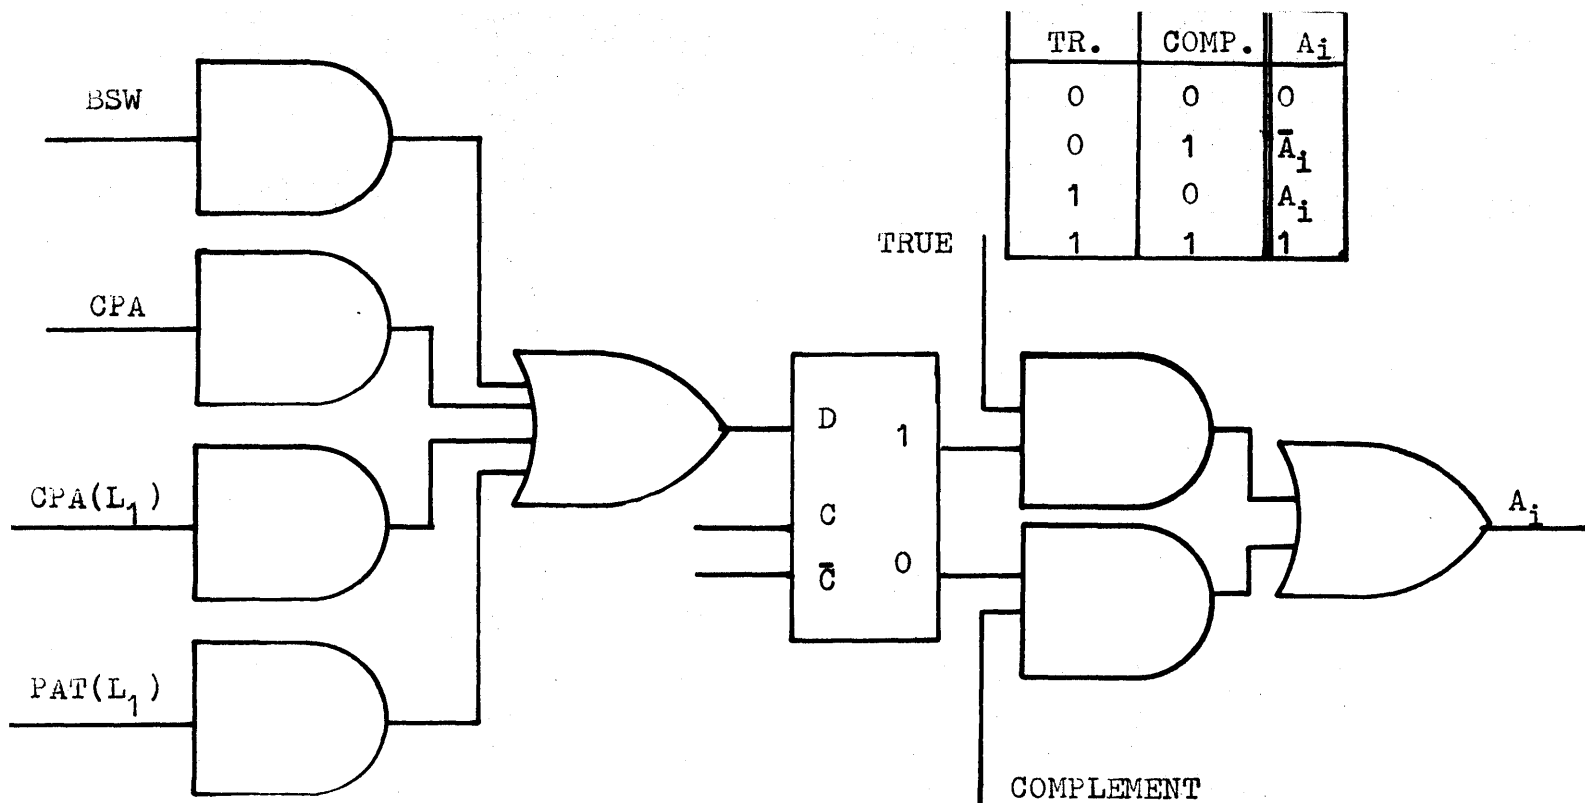 TR. COMP. Ai
0 0 0
0 1 Āi
1 0 Ai
1 1 1
BSW
TRUE
CPA
D 1
CPA(L1)
C
C̄ 0
Ai
PAT(L1)
COMPLEMENT